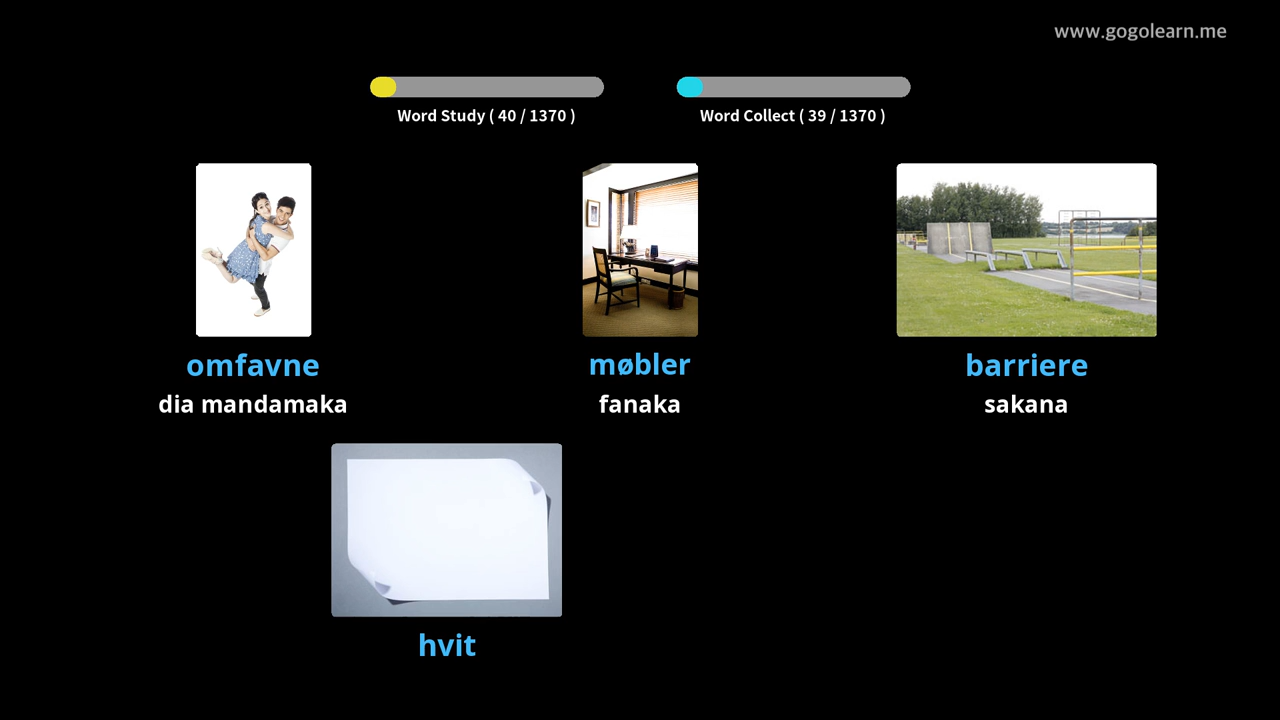 www.gogolearn.me
Word Study ( 40 / 1370 )
Word Collect ( 39 / 1370 )
omfavne
dia mandamaka
møbler
fanaka
barriere
sakana
hvit